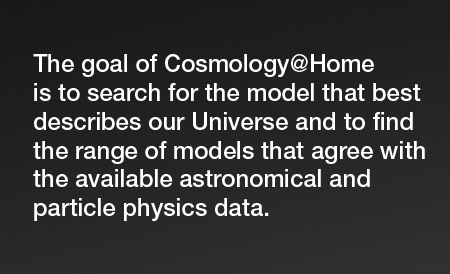 The goal of Cosmology@Home
is to search for the model that best
describes our Universe and to find
the range of models that agree with
the available astronomical and
particle physics data.